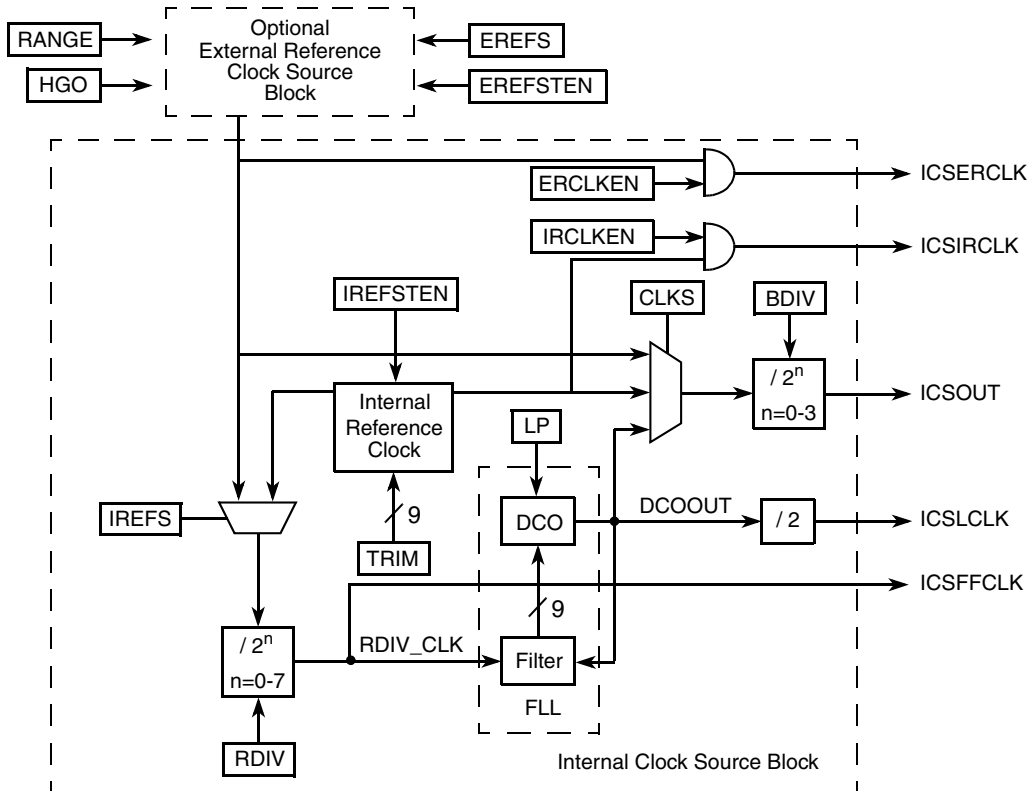 RANGE
HGO
Optional
External Reference
Clock Source
Block
EREFS
EREFSTEN
ERCLKEN
ICSERCLK
IRCLKEN
ICSIRCLK
IREFSTEN
CLKS
BDIV
Internal
Reference
Clock
/ 2ⁿ
n=0-3
ICSOUT
LP
IREFS
9
TRIM
DCO
DCOOUT
/ 2
ICSLCLK
ICSFFCLK
9
/ 2ⁿ
n=0-7
RDIV_CLK
Filter
FLL
RDIV
Internal Clock Source Block